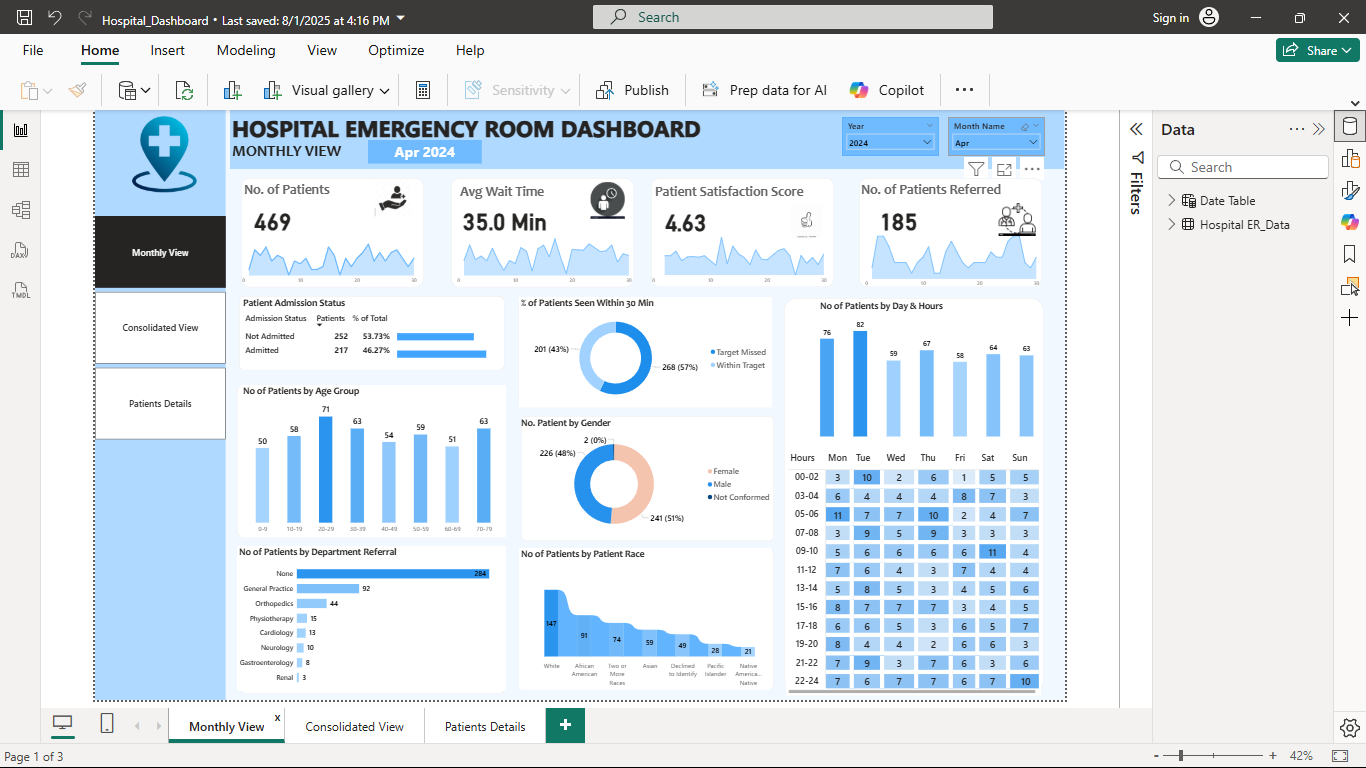 Hospital_Dashboard • Last saved: 8/1/2025 at 4:16 PM
Search
Sign in
File Home Insert Modeling View Optimize Help
Share
Visual gallery
Sensitivity
Publish
Prep data for AI
Copilot
HOSPITAL EMERGENCY ROOM DASHBOARD
MONTHLY VIEW
Apr 2024
Year
2024
Month Name
Apr
Monthly View
Consolidated View
Patients Details
No. of Patients
469
0 10 20 30
Avg Wait Time
35.0 Min
0 10 20 30
Patient Satisfaction Score
4.63
0 10 20 30
No. of Patients Referred
185
0 10 20 30
Patient Admission Status
Admission Status Patients % of Total
Not Admitted 252 53.73%
Admitted 217 46.27%
% of Patients Seen Within 30 Min
201 (43%)
268 (57%)
Target Missed
Within Traget
No of Patients by Age Group
50 58 71 63 54 59 51 63
0-9 10-19 20-29 30-39 40-49 50-59 60-69 70-79
No. Patient by Gender
2 (0%)
226 (48%)
241 (51%)
Female
Male
Not Conformed
No of Patients by Department Referral
None 284
General Practice 92
Orthopedics 44
Physiotherapy 15
Cardiology 13
Neurology 10
Gastroenterology 8
Renal 3
No of Patients by Patient Race
147 91 74 59 49 28 21
White
African American
Two or More Races
Asian
Declined to Identify
Pacific Islander
Native America... Native
No of Patients by Day & Hours
76 82 59 67 58 64 63
Hours Mon Tue Wed Thu Fri Sat Sun
00-02 3 10 2 6 1 5 5
03-04 6 4 4 4 8 7 3
05-06 11 7 7 10 2 4 7
07-08 3 9 5 9 3 3 3
09-10 5 6 6 6 6 11 4
11-12 7 6 4 3 7 4 4
13-14 5 8 5 3 4 5 6
15-16 8 7 7 7 3 4 5
17-18 6 6 5 3 6 5 7
19-20 8 4 4 2 6 6 3
21-22 7 9 3 7 6 3 6
22-24 7 6 7 7 6 7 10
Filters
Data
Search
Date Table
Hospital ER_Data
DAX
TMDL
Monthly View x
Consolidated View
Patients Details
+
Page 1 of 3
- + 42%